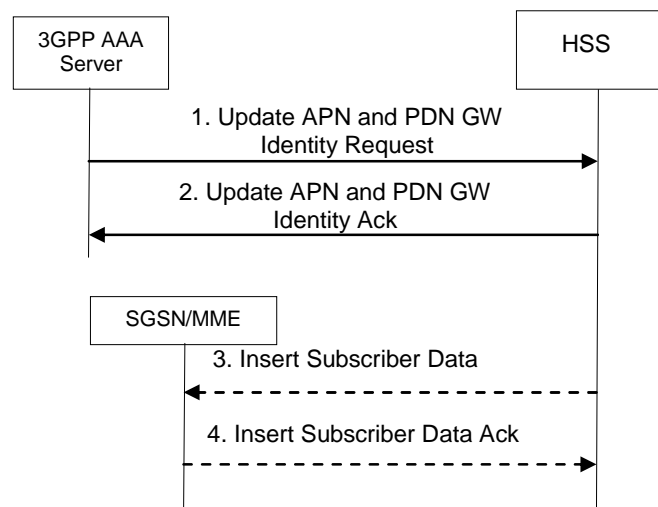 3GPP AAA
Server
HSS
1. Update APN and PDN GW
Identity Request
2. Update APN and PDN GW
Identity Ack
SGSN/MME
3. Insert Subscriber Data
4. Insert Subscriber Data Ack